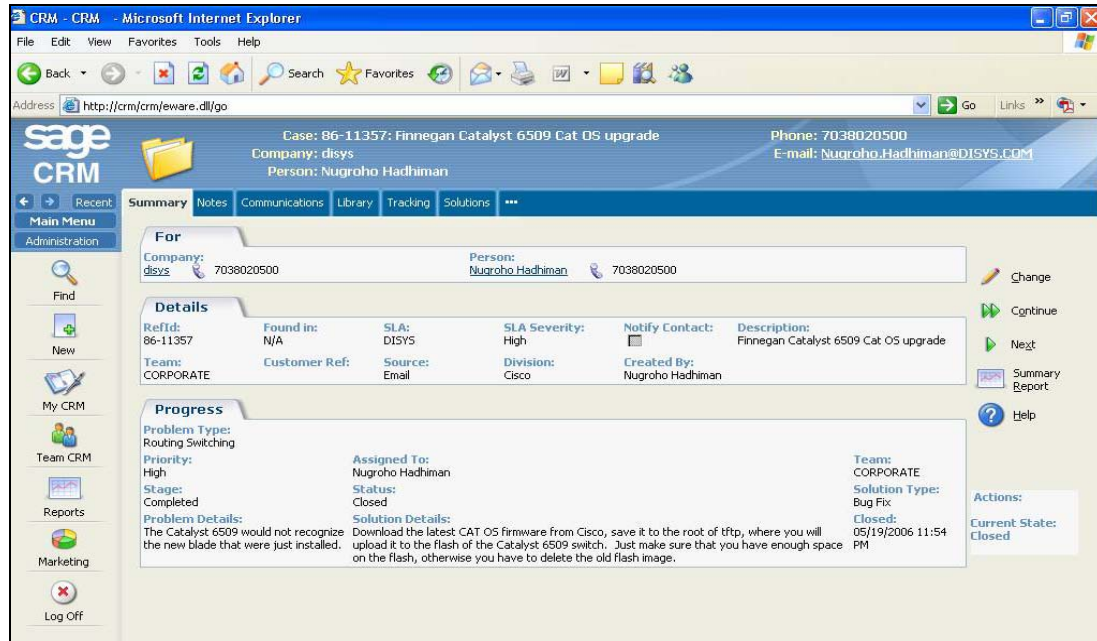 CRM - CRM - Microsoft Internet Explorer
File Edit View Favorites Tools Help
Back Search Favorites
Address http://crm/crm/eware.dll/go Go Links
sage CRM
Case: 86-11357: Finnegan Catalyst 6509 Cat OS upgrade Phone: 7038020500
Company: disys E-mail: Nugroho.Hadhiman@DISYS.COM
Person: Nugroho Hadhiman
Recent Summary Notes Communications Library Tracking Solutions •••
Main Menu
Administration
Find
New
My CRM
Team CRM
Reports
Marketing
Log Off
For
Company: Person:
disys 7038020500 Nugroho Hadhiman 7038020500
Details
RefId: Found in: SLA: SLA Severity: Notify Contact: Description:
86-11357 N/A DISYS High Finnegan Catalyst 6509 Cat OS upgrade
Team: Customer Ref: Source: Division: Created By:
CORPORATE Email Cisco Nugroho Hadhiman
Progress
Problem Type:
Routing Switching
Priority: Assigned To: Team:
High Nugroho Hadhiman CORPORATE
Stage: Status: Solution Type:
Completed Closed Bug Fix
Problem Details: Solution Details: Closed:
The Catalyst 6509 would not recognize Download the latest CAT OS firmware from Cisco, save it to the root of tftp, where you will 05/19/2006 11:54
the new blade that were just installed. upload it to the flash of the Catalyst 6509 switch. Just make sure that you have enough space PM
on the flash, otherwise you have to delete the old flash image.
Change
Continue
Next
Summary
Report
Help
Actions:
Current State:
Closed